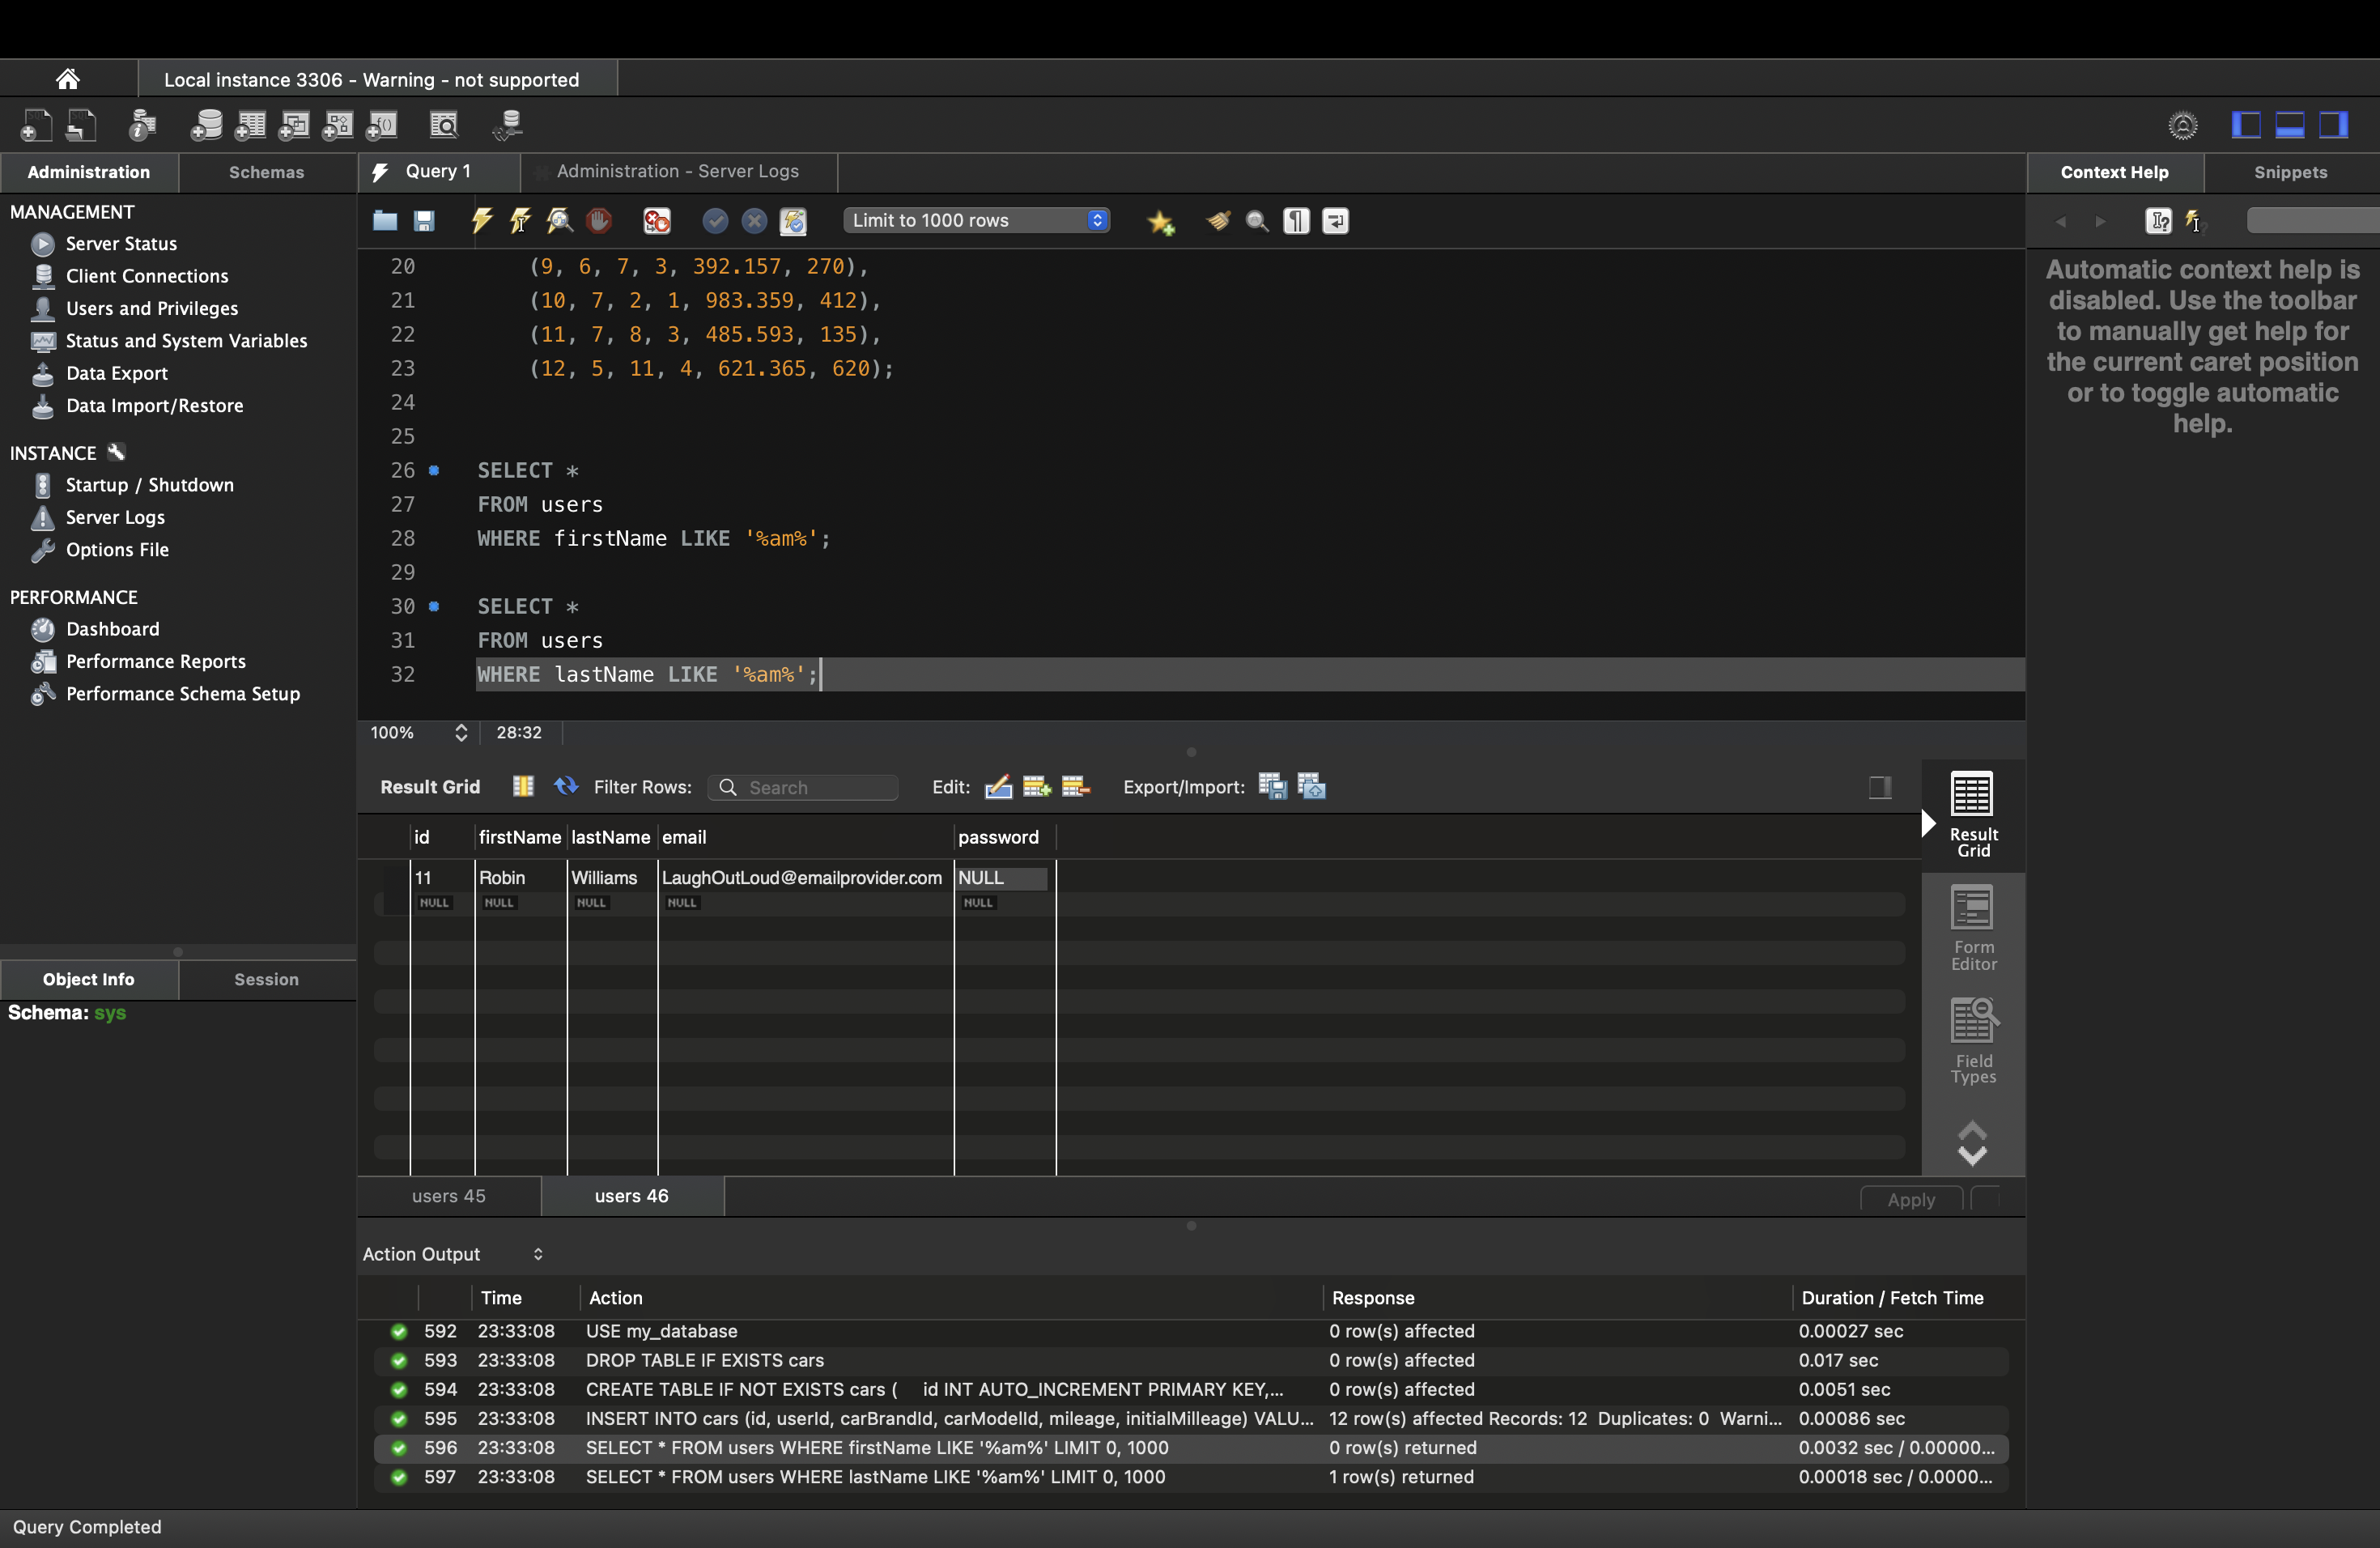 Local instance 3306 - Warning - not supported
Administration
Schemas
Query 1
Administration - Server Logs
Context Help
Snippets
MANAGEMENT
Server Status
Client Connections
Users and Privileges
Status and System Variables
Data Export
Data Import/Restore
INSTANCE
Startup / Shutdown
Server Logs
Options File
PERFORMANCE
Dashboard
Performance Reports
Performance Schema Setup
Object Info
Session
Schema: sys
Limit to 1000 rows
20 (9, 6, 7, 3, 392.157, 270),
21 (10, 7, 2, 1, 983.359, 412),
22 (11, 7, 8, 3, 485.593, 135),
23 (12, 5, 11, 4, 621.365, 620);
24
25
26 SELECT *
27 FROM users
28 WHERE firstName LIKE '%am%';
29
30 SELECT *
31 FROM users
32 WHERE lastName LIKE '%am%';
100% 28:32
Automatic context help is
disabled. Use the toolbar
to manually get help for
the current caret position
or to toggle automatic
help.
Result Grid Filter Rows: Search Edit: Export/Import:
id firstName lastName email password
11 Robin Williams LaughOutLoud@emailprovider.com NULL
NULL NULL NULL NULL NULL
Result
Grid
Form
Editor
Field
Types
users 45 users 46 Apply
Action Output
Time Action Response Duration / Fetch Time
592 23:33:08 USE my_database 0 row(s) affected 0.00027 sec
593 23:33:08 DROP TABLE IF EXISTS cars 0 row(s) affected 0.017 sec
594 23:33:08 CREATE TABLE IF NOT EXISTS cars ( id INT AUTO_INCREMENT PRIMARY KEY,... 0 row(s) affected 0.0051 sec
595 23:33:08 INSERT INTO cars (id, userId, carBrandId, carModelId, mileage, initialMilleage) VALU... 12 row(s) affected Records: 12 Duplicates: 0 Warni... 0.00086 sec
596 23:33:08 SELECT * FROM users WHERE firstName LIKE '%am%' LIMIT 0, 1000 0 row(s) returned 0.0032 sec / 0.00000...
597 23:33:08 SELECT * FROM users WHERE lastName LIKE '%am%' LIMIT 0, 1000 1 row(s) returned 0.00018 sec / 0.0000...
Query Completed